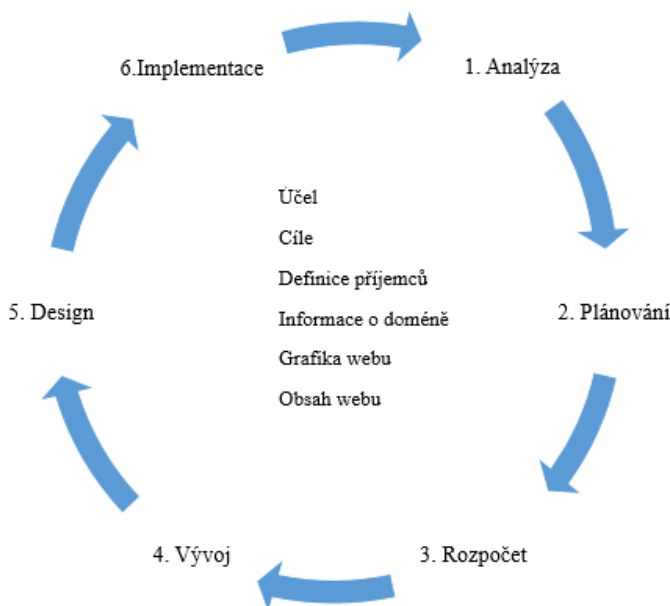 6.Implementace
1. Analýza
Účel
Cíle
Definice příjemců
Informace o doméně
Grafika webu
Obsah webu
5. Design
2. Plánování
4. Vývoj
3. Rozpočet